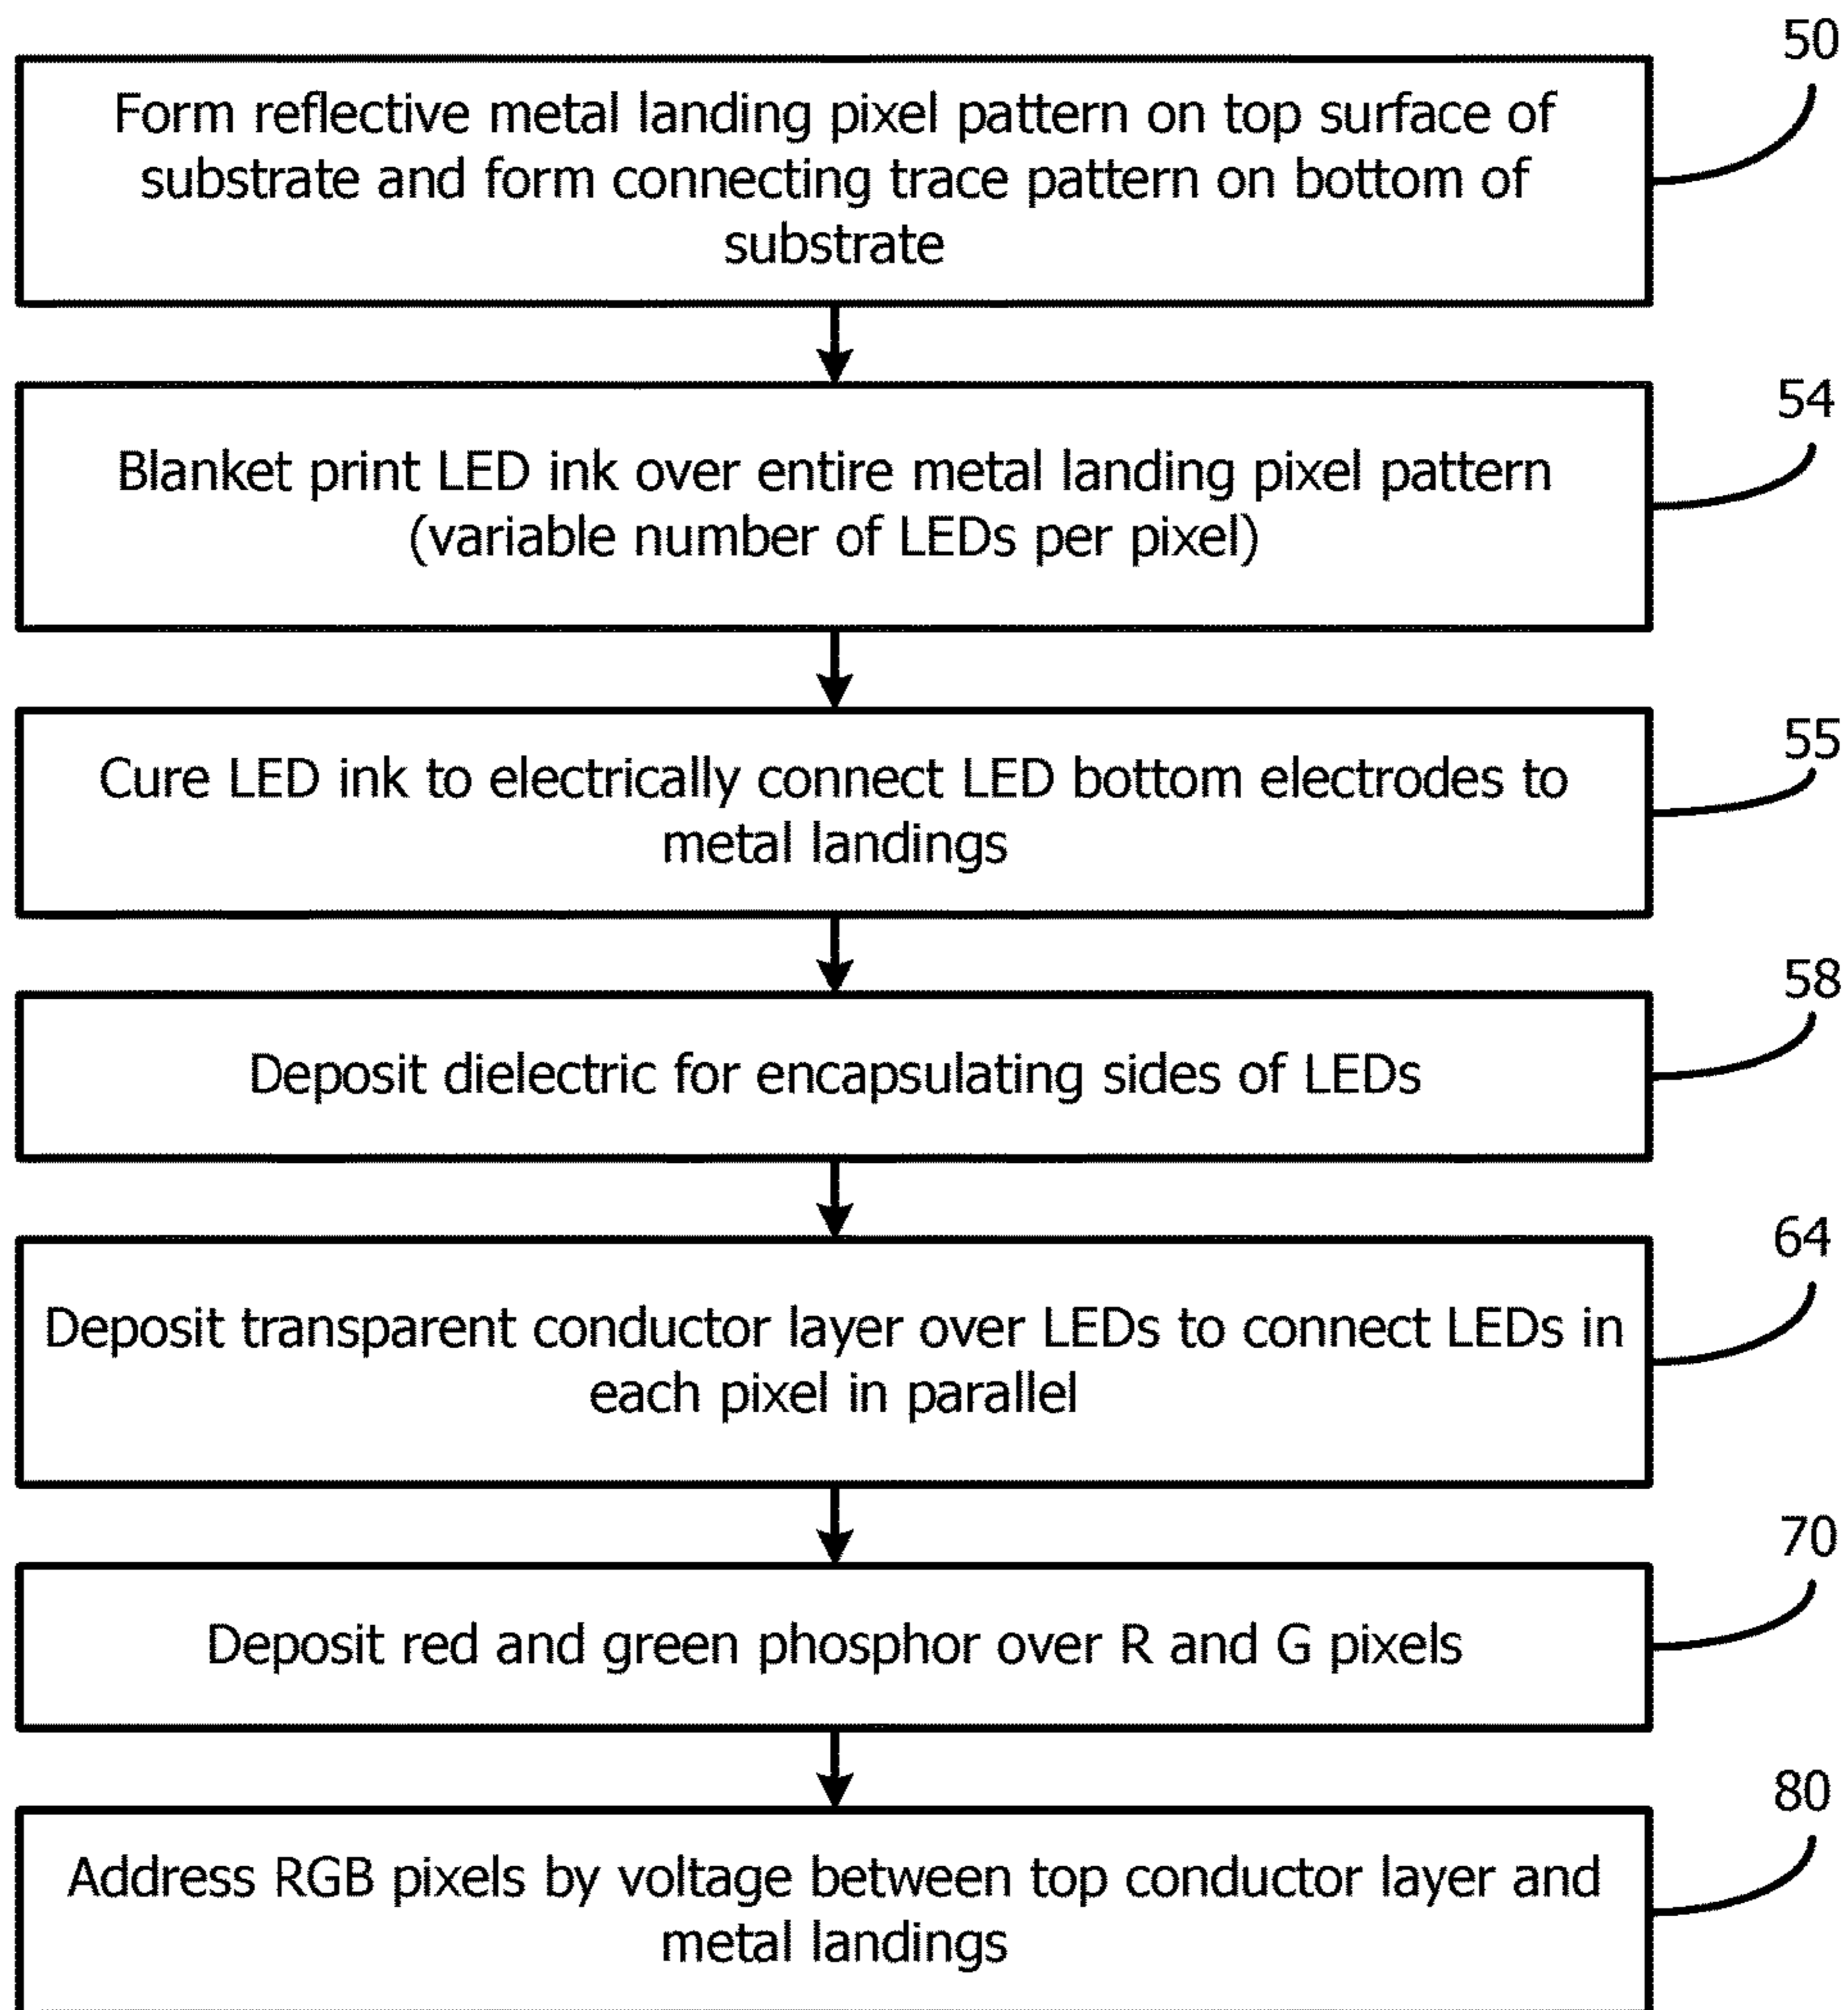 50
Form reflective metal landing pixel pattern on top surface of
substrate and form connecting trace pattern on bottom of
substrate
54
Blanket print LED ink over entire metal landing pixel pattern
(variable number of LEDs per pixel)
55
Cure LED ink to electrically connect LED bottom electrodes to
metal landings
58
Deposit dielectric for encapsulating sides of LEDs
64
Deposit transparent conductor layer over LEDs to connect LEDs in
each pixel in parallel
70
Deposit red and green phosphor over R and G pixels
80
Address RGB pixels by voltage between top conductor layer and
metal landings